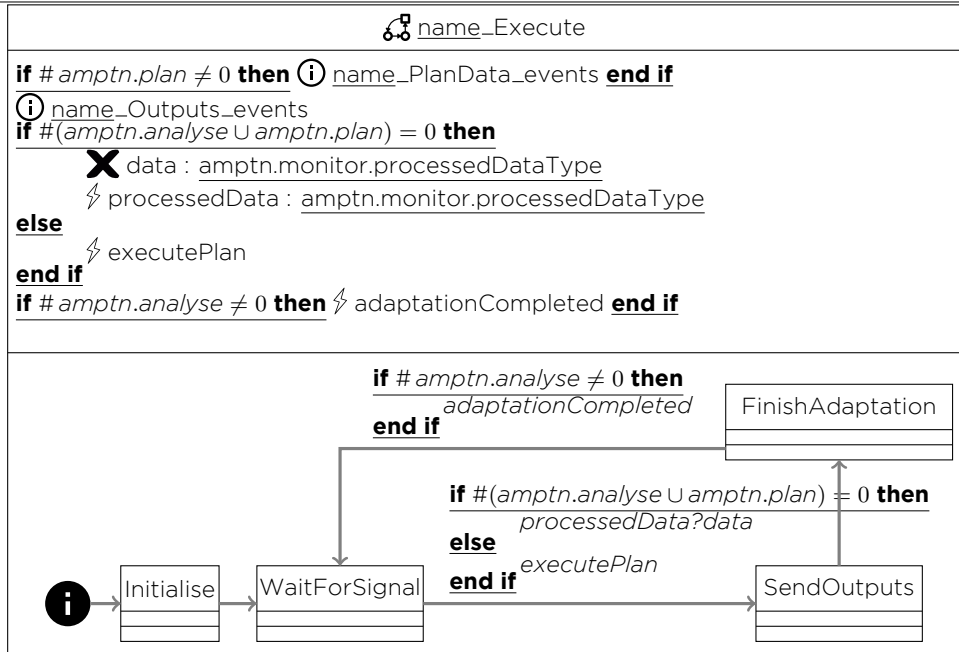 name_Execute
if # amptn.plan ≠ 0 then i name_PlanData_events end if
i name_Outputs_events
if #(amptn.analyse ∪ amptn.plan) = 0 then
data : amptn.monitor.processedDataType
processedData : amptn.monitor.processedDataType
else
executePlan
end if
if # amptn.analyse ≠ 0 then adaptationCompleted end if
if # amptn.analyse ≠ 0 then
adaptationCompleted
end if
FinishAdaptation
if #(amptn.analyse ∪ amptn.plan) = 0 then
processedData?data
else
executePlan
end if
i
Initialise
WaitForSignal
SendOutputs